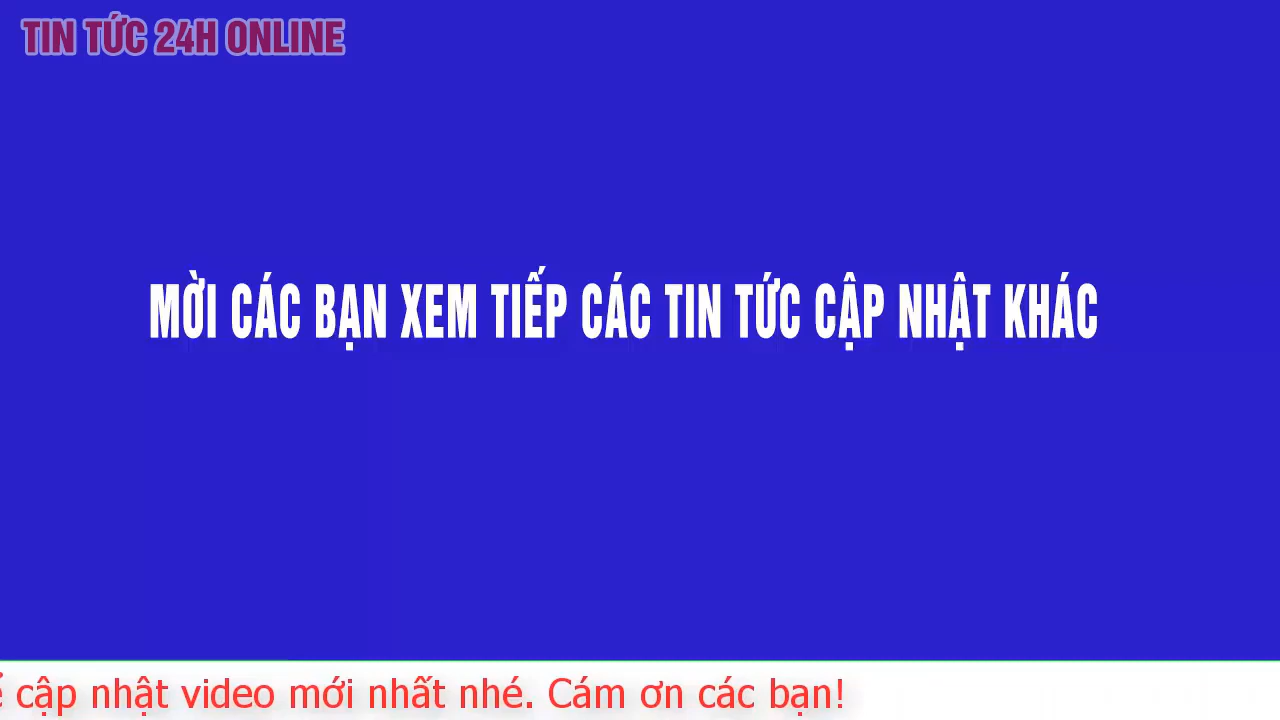 TIN TỨC 24H ONLINE
MỜI CÁC BẠN XEM TIẾP CÁC TIN TỨC CẬP NHẬT KHÁC
cập nhật video mới nhất nhé. Cám ơn các bạn!